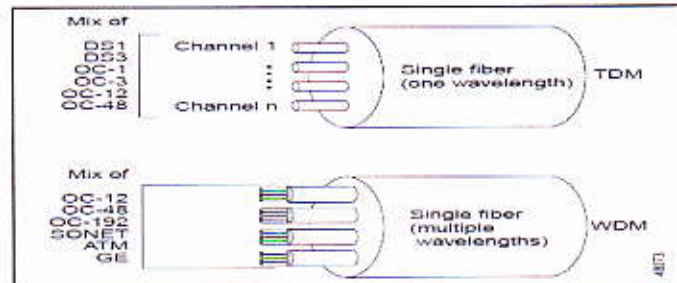 Mix of
DS1
DS3
OC-1
OC-3
OC-12
OC-48
Channel 1
Channel n
Single fiber
(one wavelength)
TDM
Mix of
OC-12
OC-48
OC-192
SONET
ATM
GE
Single fiber
(multiple
wavelengths)
WDM
48173